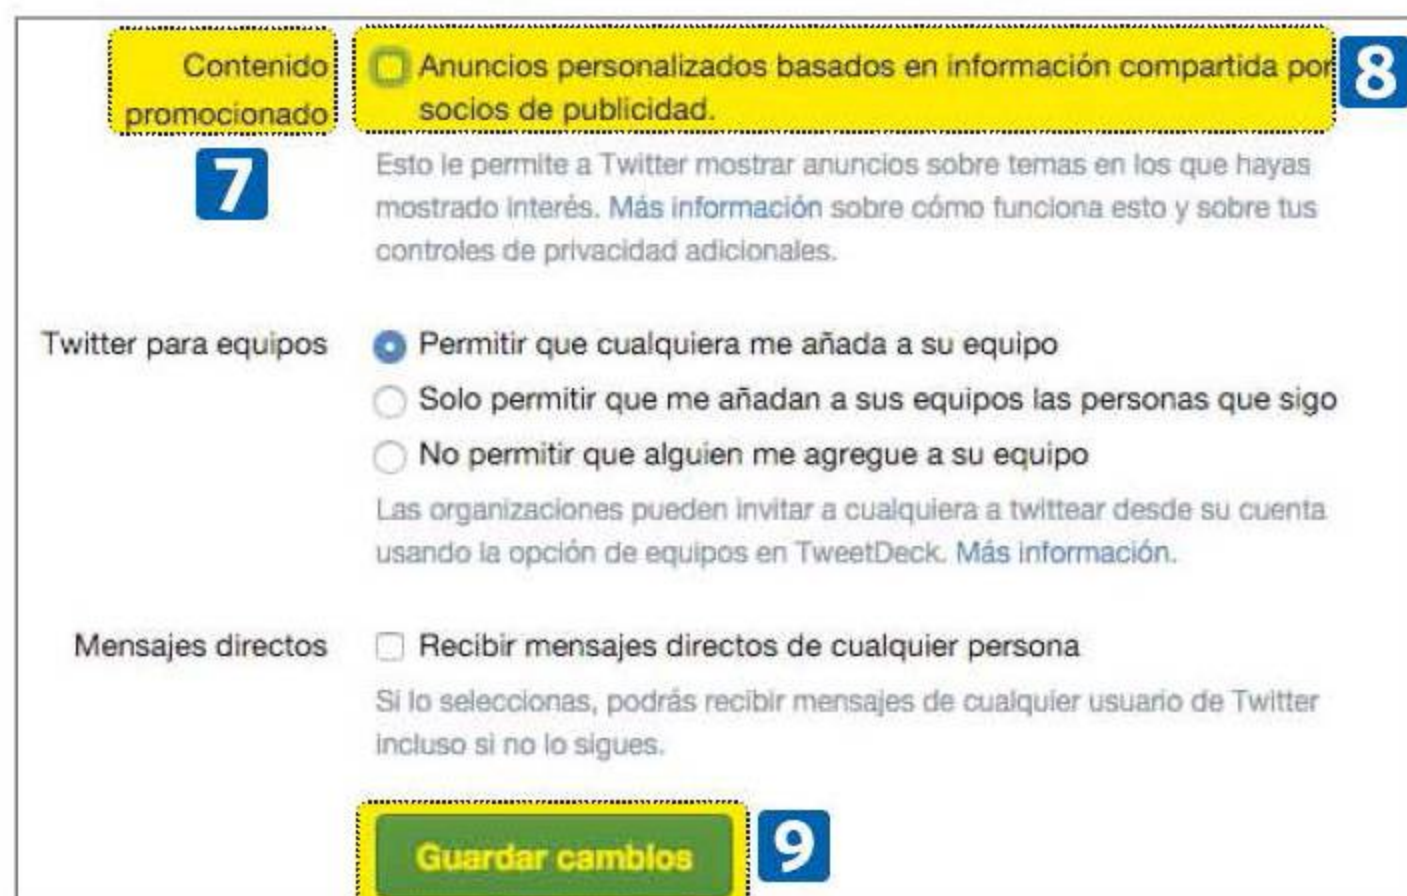 Contenido
promocionado
7
Anuncios personalizados basados en información compartida por
socios de publicidad.
8
Esto le permite a Twitter mostrar anuncios sobre temas en los que hayas
mostrado interés. Más información sobre cómo funciona esto y sobre tus
controles de privacidad adicionales.
Twitter para equipos
Permitir que cualquiera me añada a su equipo
Solo permitir que me añadan a sus equipos las personas que sigo
No permitir que alguien me agregue a su equipo
Las organizaciones pueden invitar a cualquiera a twittear desde su cuenta
usando la opción de equipos en TweetDeck. Más información.
Mensajes directos
Recibir mensajes directos de cualquier persona
Si lo seleccionas, podrás recibir mensajes de cualquier usuario de Twitter
incluso si no lo sigues.
Guardar cambios
9